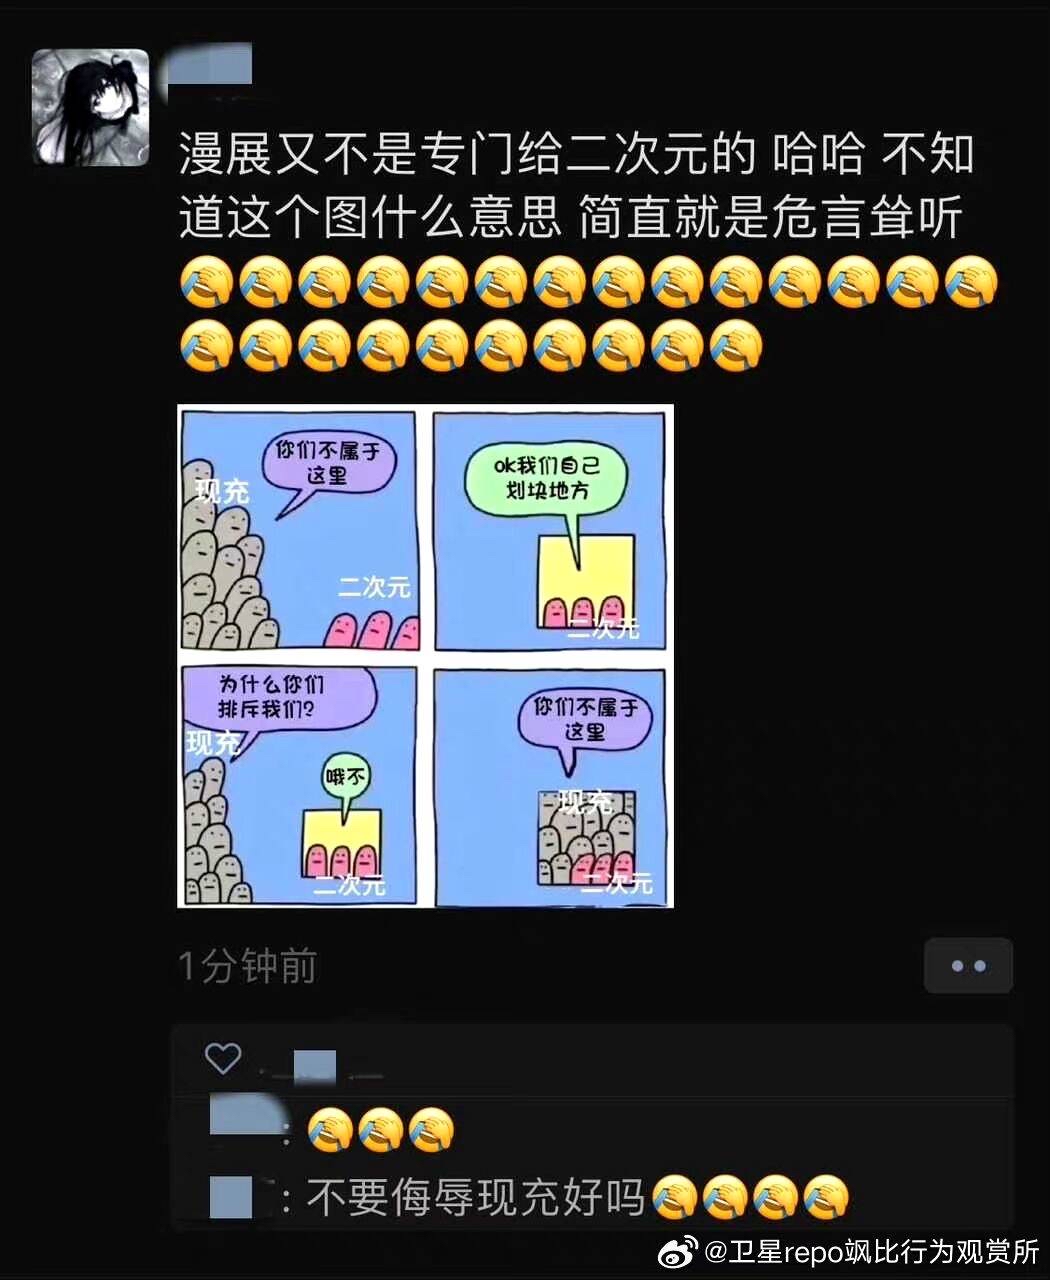 漫展又不是专门给二次元的 哈哈 不知
道这个图什么意思 简直就是危言耸听
🤦🤦🤦🤦🤦🤦🤦🤦🤦🤦🤦🤦🤦🤦
🤦🤦🤦🤦🤦🤦🤦🤦🤦🤦
你们不属于
这里
现充
二次元
OK我们自己
划块地方
二次元
为什么你们
排斥我们?
现充
哦不
二次元
你们不属于
这里
现充
二次元
1分钟前
: 🤦🤦🤦
: 不要侮辱现充好吗🤦🤦🤦🤦
@卫星repo飒比行为观赏所